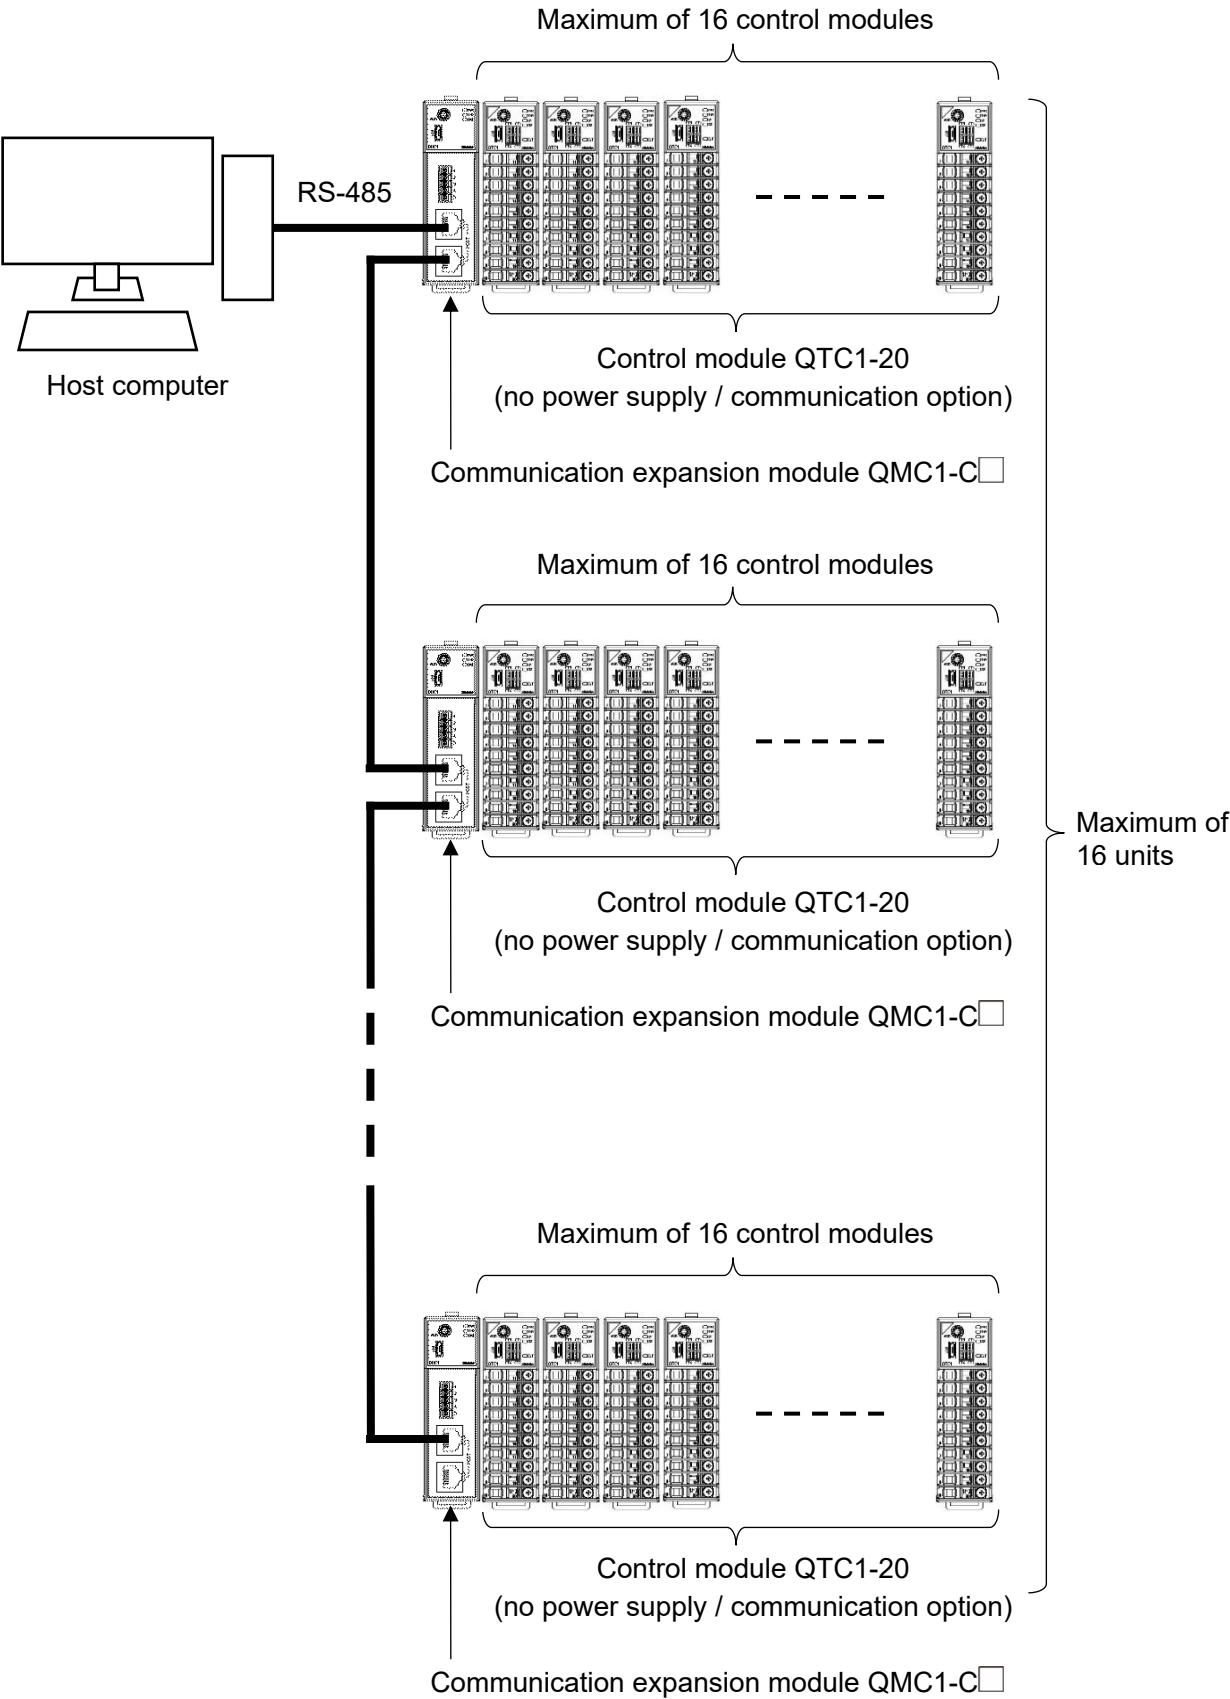 Maximum of 16 control modules
RS-485
Host computer
Control module QTC1-20
(no power supply / communication option)
Communication expansion module QMC1-C□
Maximum of 16 control modules
Control module QTC1-20
(no power supply / communication option)
Communication expansion module QMC1-C□
Maximum of
16 units
Maximum of 16 control modules
Control module QTC1-20
(no power supply / communication option)
Communication expansion module QMC1-C□